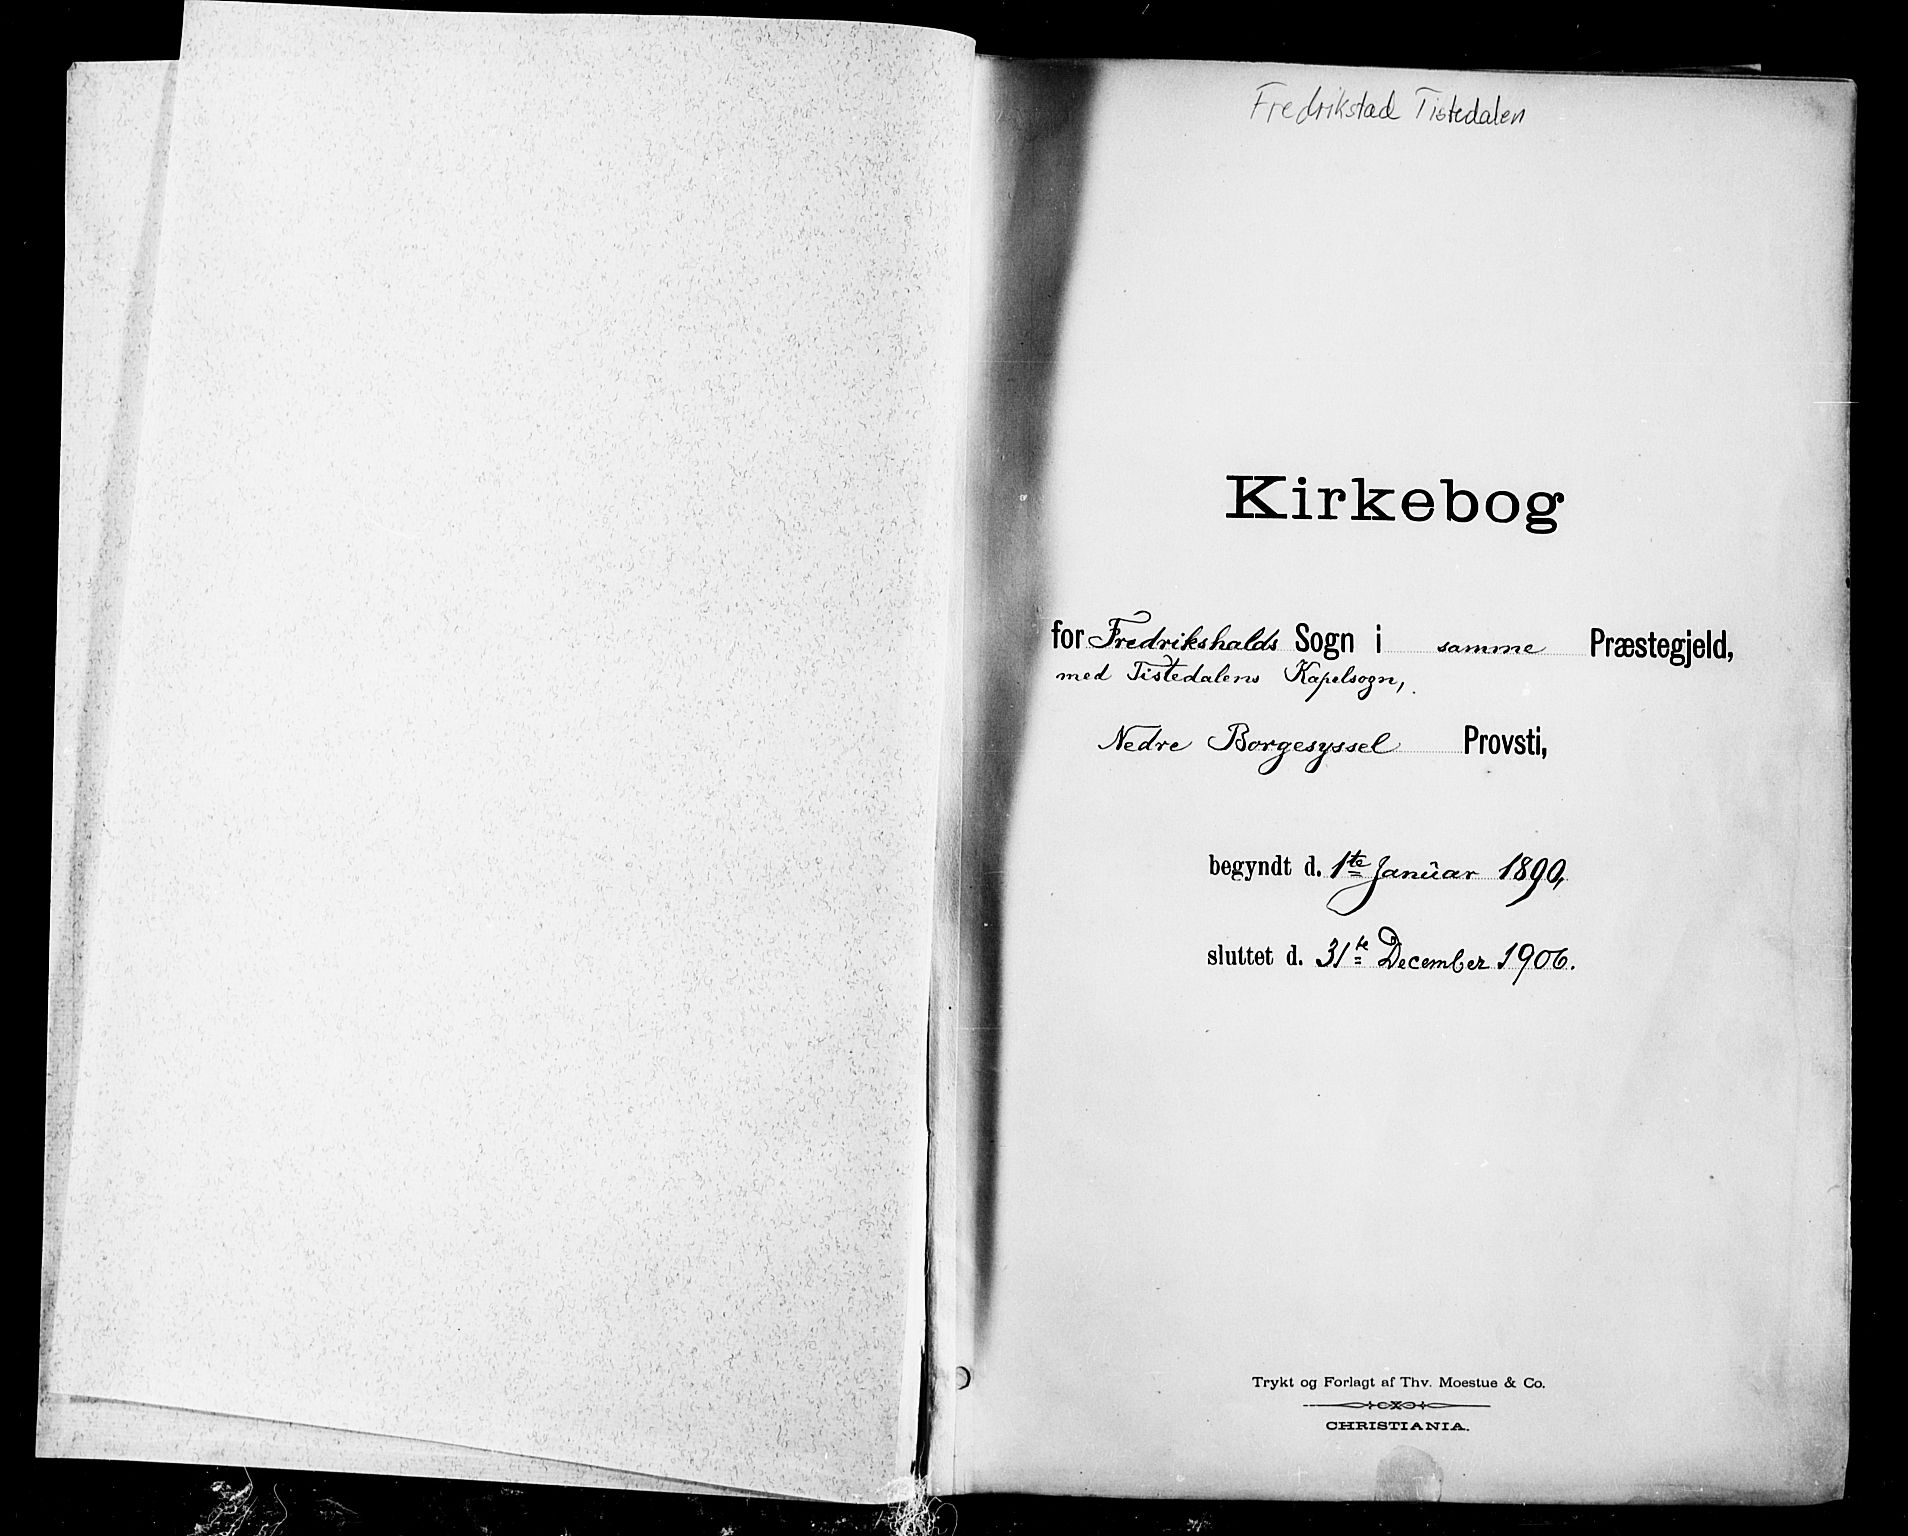 Fredrikstad Tistedalen
Kirkebog
for Fredrikshalds Sogn i samme Præstegjeld,
med Tistedalens Kapelsogn,
Nedre Borgesyssel Provsti,
begyndt d. 1te Janŭar 1890,
sluttet d. 31te December 1906.
Trykt og Forlagt af Thv. Moestue & Co.
CHRISTIANIA.